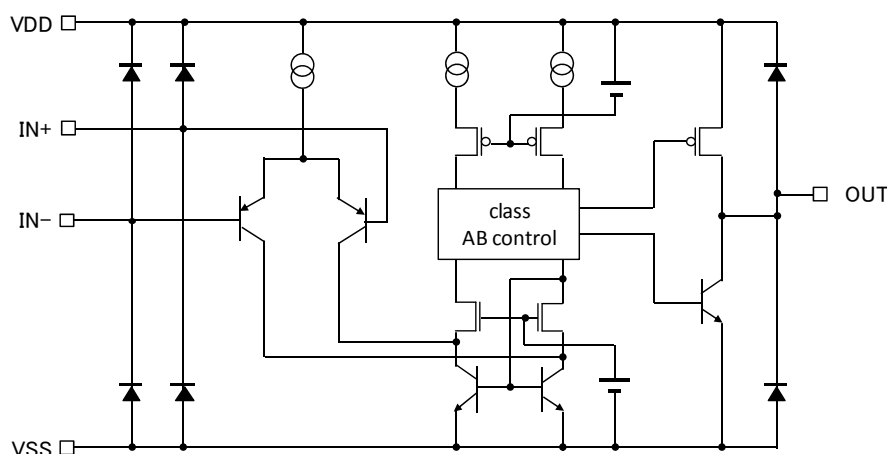 VDD
IN+
IN−
class
AB control
OUT
VSS